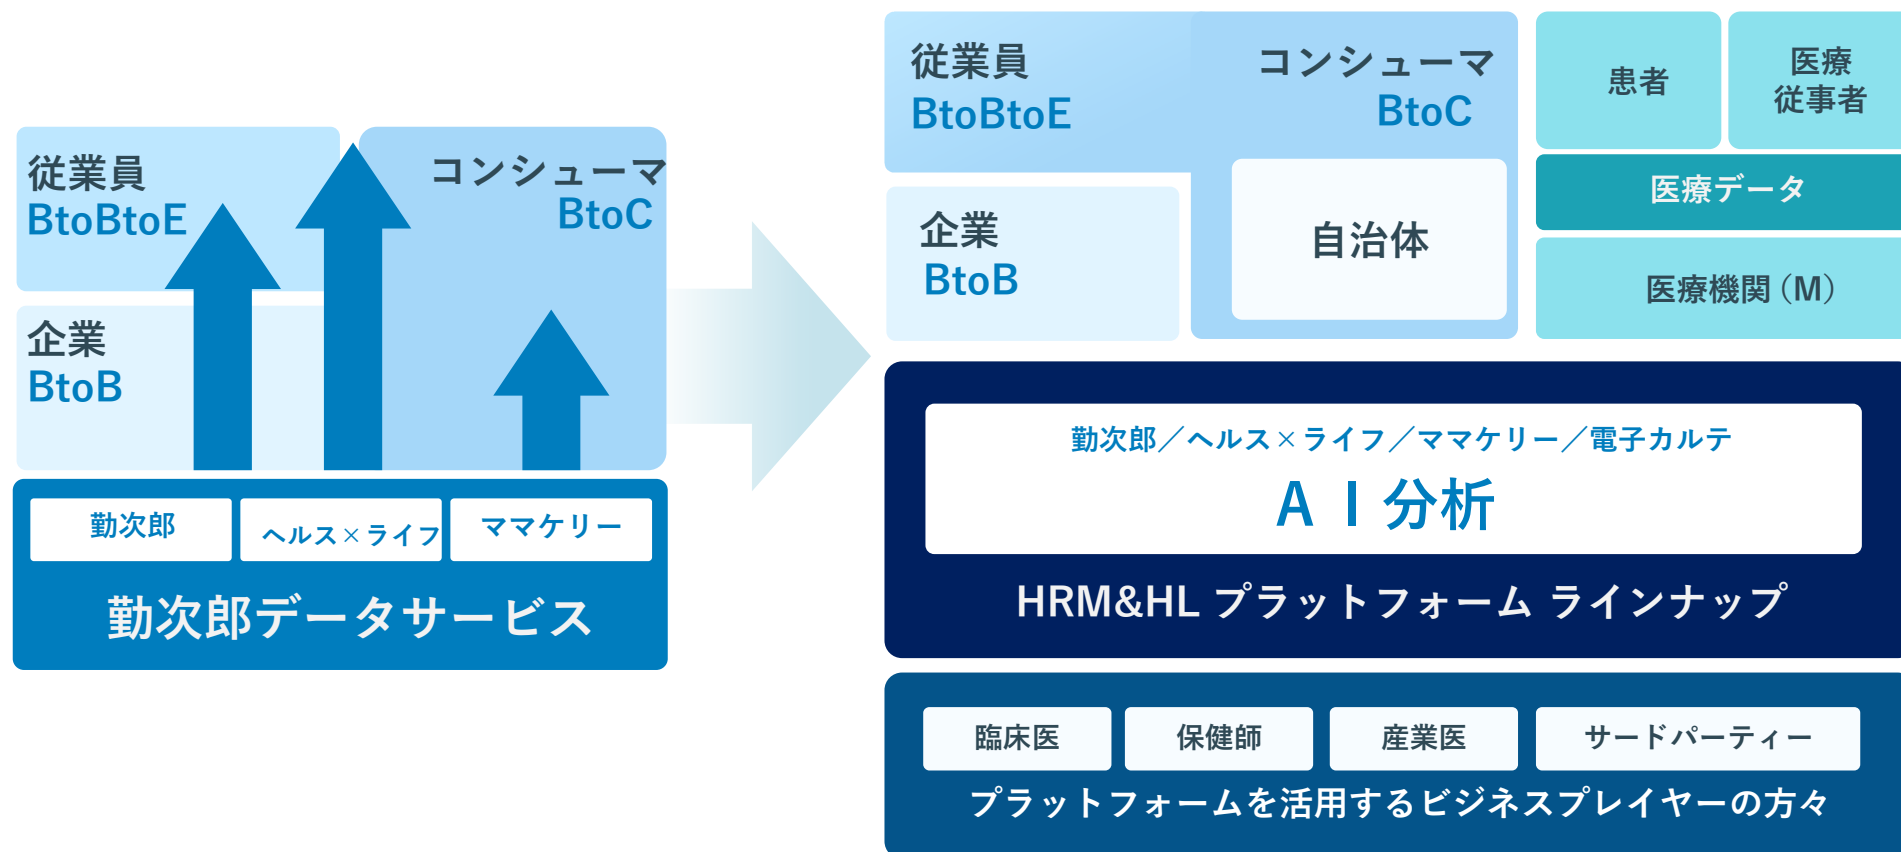 従業員
BtoBtoE
コンシューマ
BtoC
企業
BtoB
勤次郎
ヘルス×ライフ
ママケリー
勤次郎データサービス
従業員
BtoBtoE
コンシューマ
BtoC
企業
BtoB
自治体
患者
医療
従事者
医療データ
医療機関（M）
勤次郎／ヘルス×ライフ／ママケリー／電子カルテ
ＡＩ分析
HRM&HL プラットフォーム ラインナップ
臨床医
保健師
産業医
サードパーティー
プラットフォームを活用するビジネスプレイヤーの方々